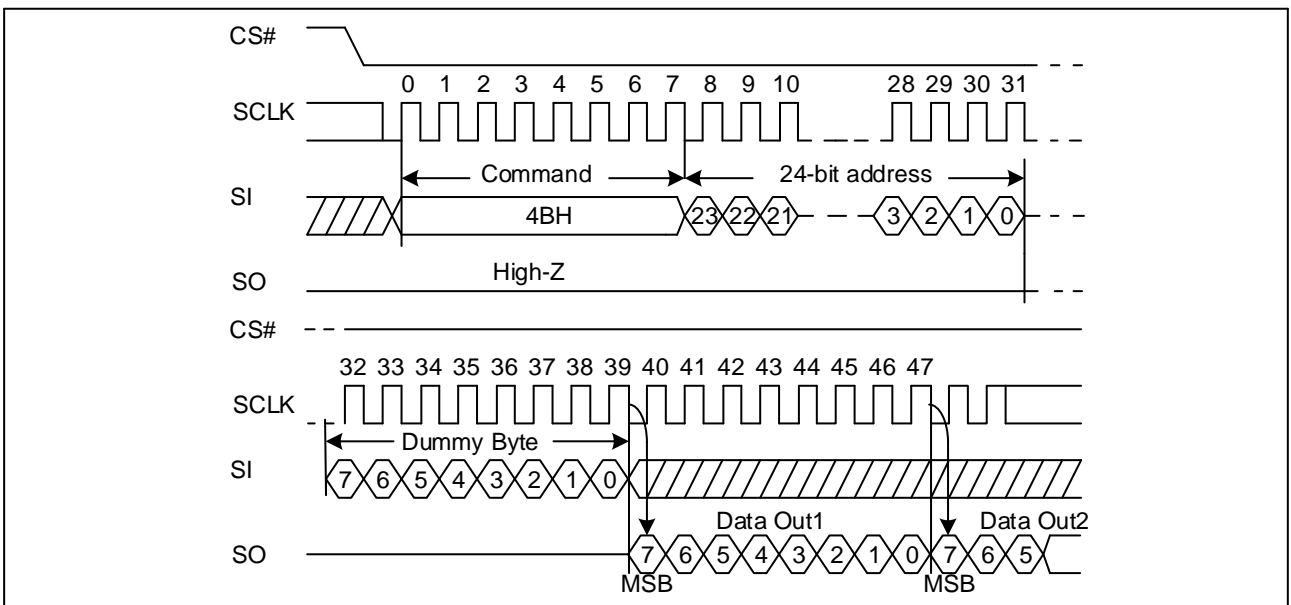 CS#
0 1 2 3 4 5 6 7 8 9 10 28 29 30 31
SCLK
Command 24-bit address
SI
4BH 23 22 21 3 2 1 0
High-Z
SO
CS#
32 33 34 35 36 37 38 39 40 41 42 43 44 45 46 47
SCLK
Dummy Byte
SI
7 6 5 4 3 2 1 0
Data Out1 Data Out2
SO
7 6 5 4 3 2 1 0 7 6 5
MSB MSB